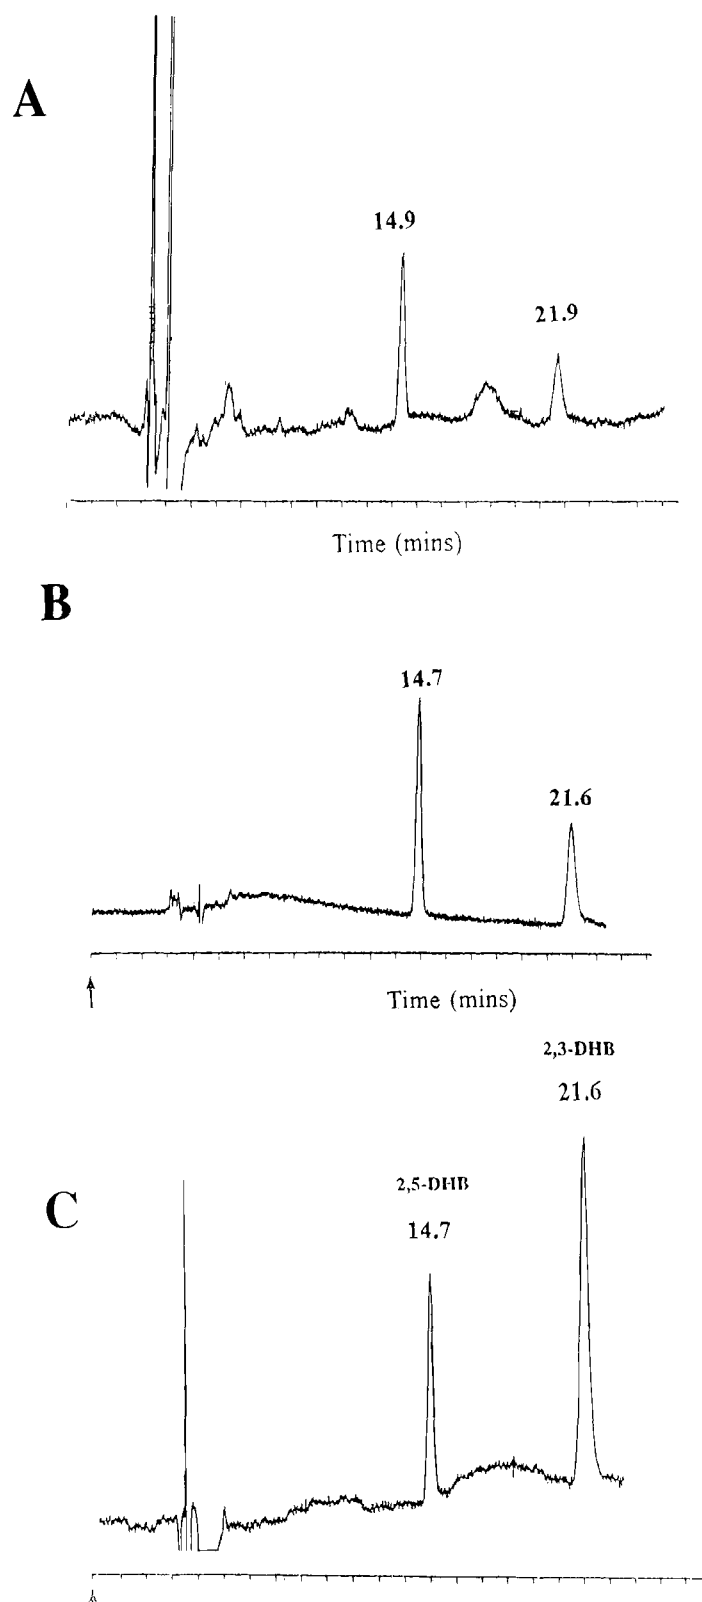 A
14.9
21.9
Time (mins)
B
14.7
21.6
Time (mins)
2,3-DHB
21.6
2,5-DHB
C
14.7